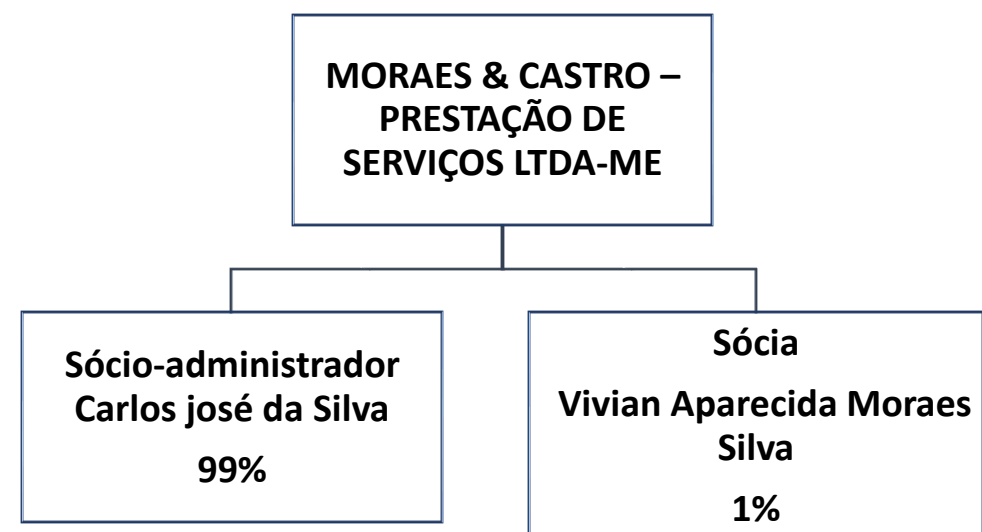 MORAES & CASTRO –
PRESTAÇÃO DE
SERVIÇOS LTDA-ME
Sócio-administrador
Carlos josé da Silva
99%
Sócia
Vivian Aparecida Moraes
Silva
1%